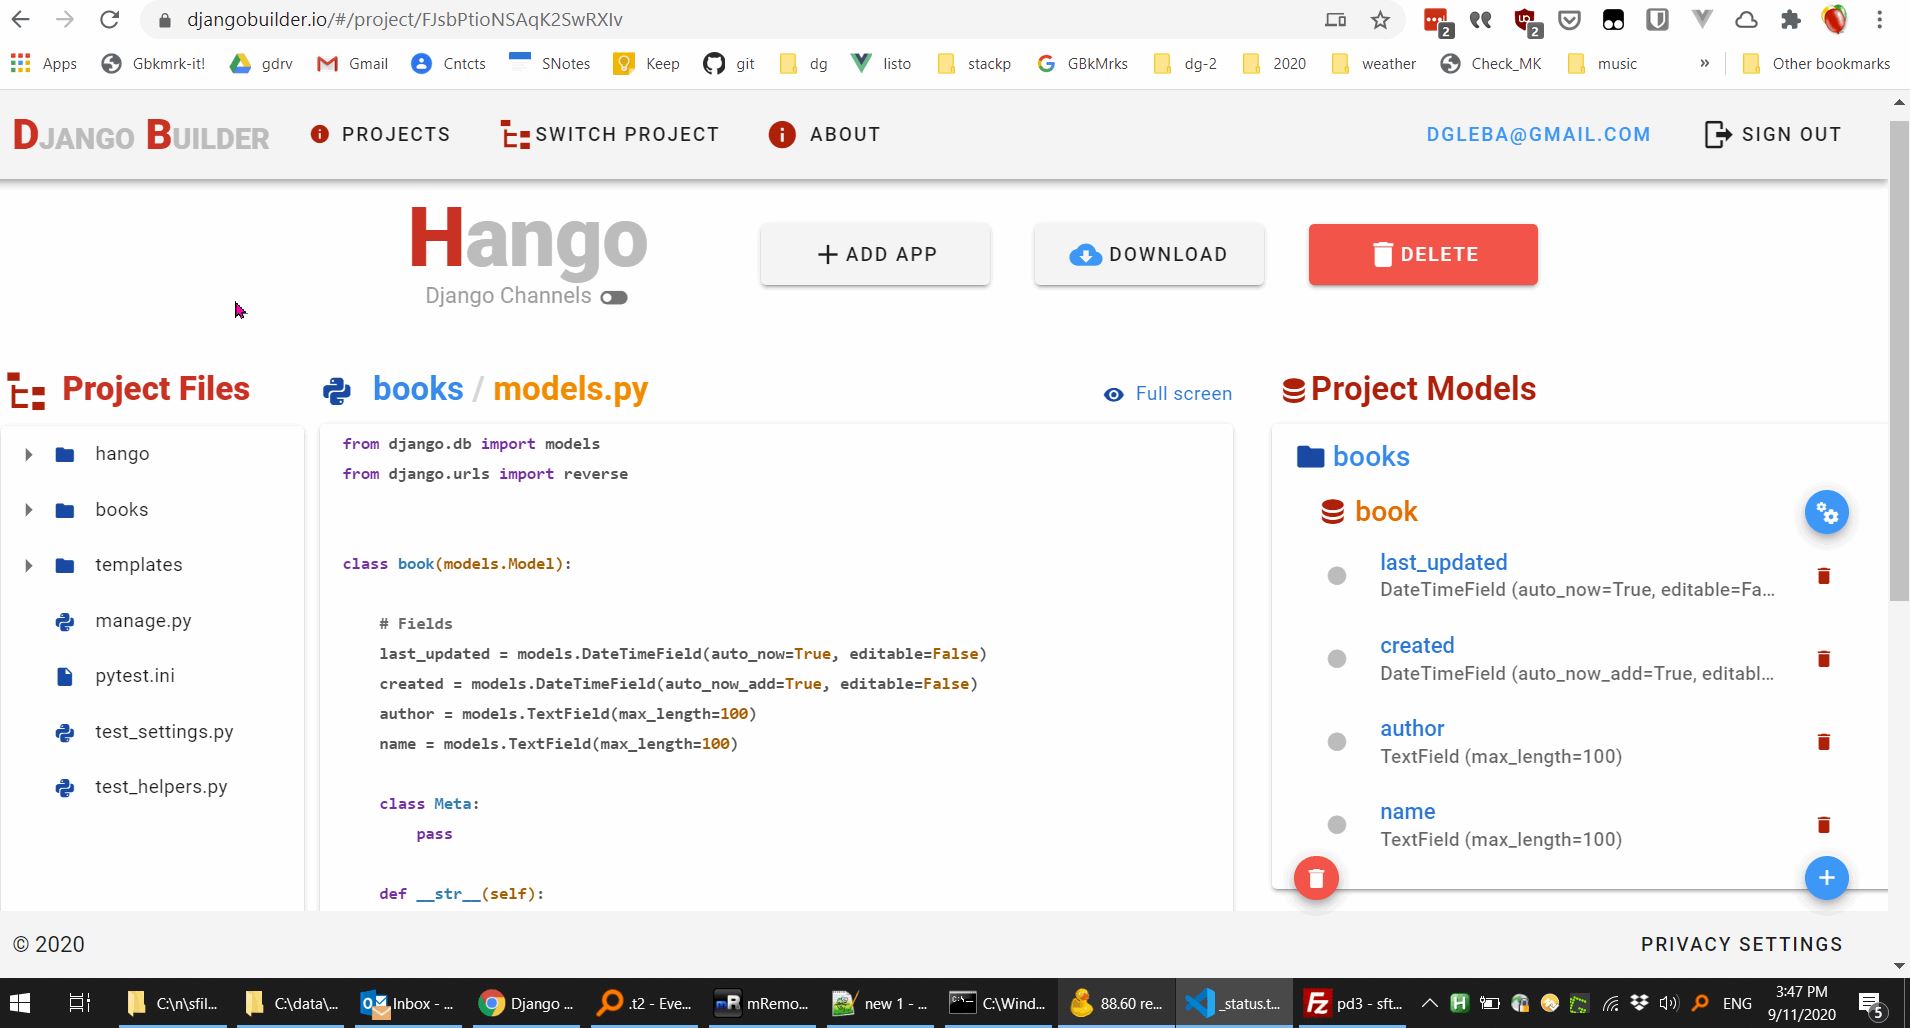 djangobuilder.io/#/project/FJsbPtioNSAqK2SwRXIv
2
2
Apps Gbkmrk-it! gdrv Gmail Cntcts SNotes Keep git dg listo stackp GBkMrks dg-2 2020 weather Check_MK music » Other bookmarks
Django Builder PROJECTS SWITCH PROJECT ABOUT DGLEBA@GMAIL.COM SIGN OUT
Hango
ADD APP DOWNLOAD DELETE
Django Channels
Project Files
hango
books
templates
manage.py
pytest.ini
test_settings.py
test_helpers.py
books / models.py Full screen
from django.db import models
from django.urls import reverse
class book(models.Model):
# Fields
last_updated = models.DateTimeField(auto_now=True, editable=False)
created = models.DateTimeField(auto_now_add=True, editable=False)
author = models.TextField(max_length=100)
name = models.TextField(max_length=100)
class Meta:
pass
def __str__(self):
Project Models
books
book
last_updated
DateTimeField (auto_now=True, editable=Fa...
created
DateTimeField (auto_now_add=True, editabl...
author
TextField (max_length=100)
name
TextField (max_length=100)
© 2020 PRIVACY SETTINGS
C:\n\sfil... C:\data\... Inbox - ... Django ... .t2 - Eve... mRemo... new 1 - ... C:\Wind... 88.60 re... _status.t... pd3 - sft... ENG
3:47 PM
9/11/2020
5